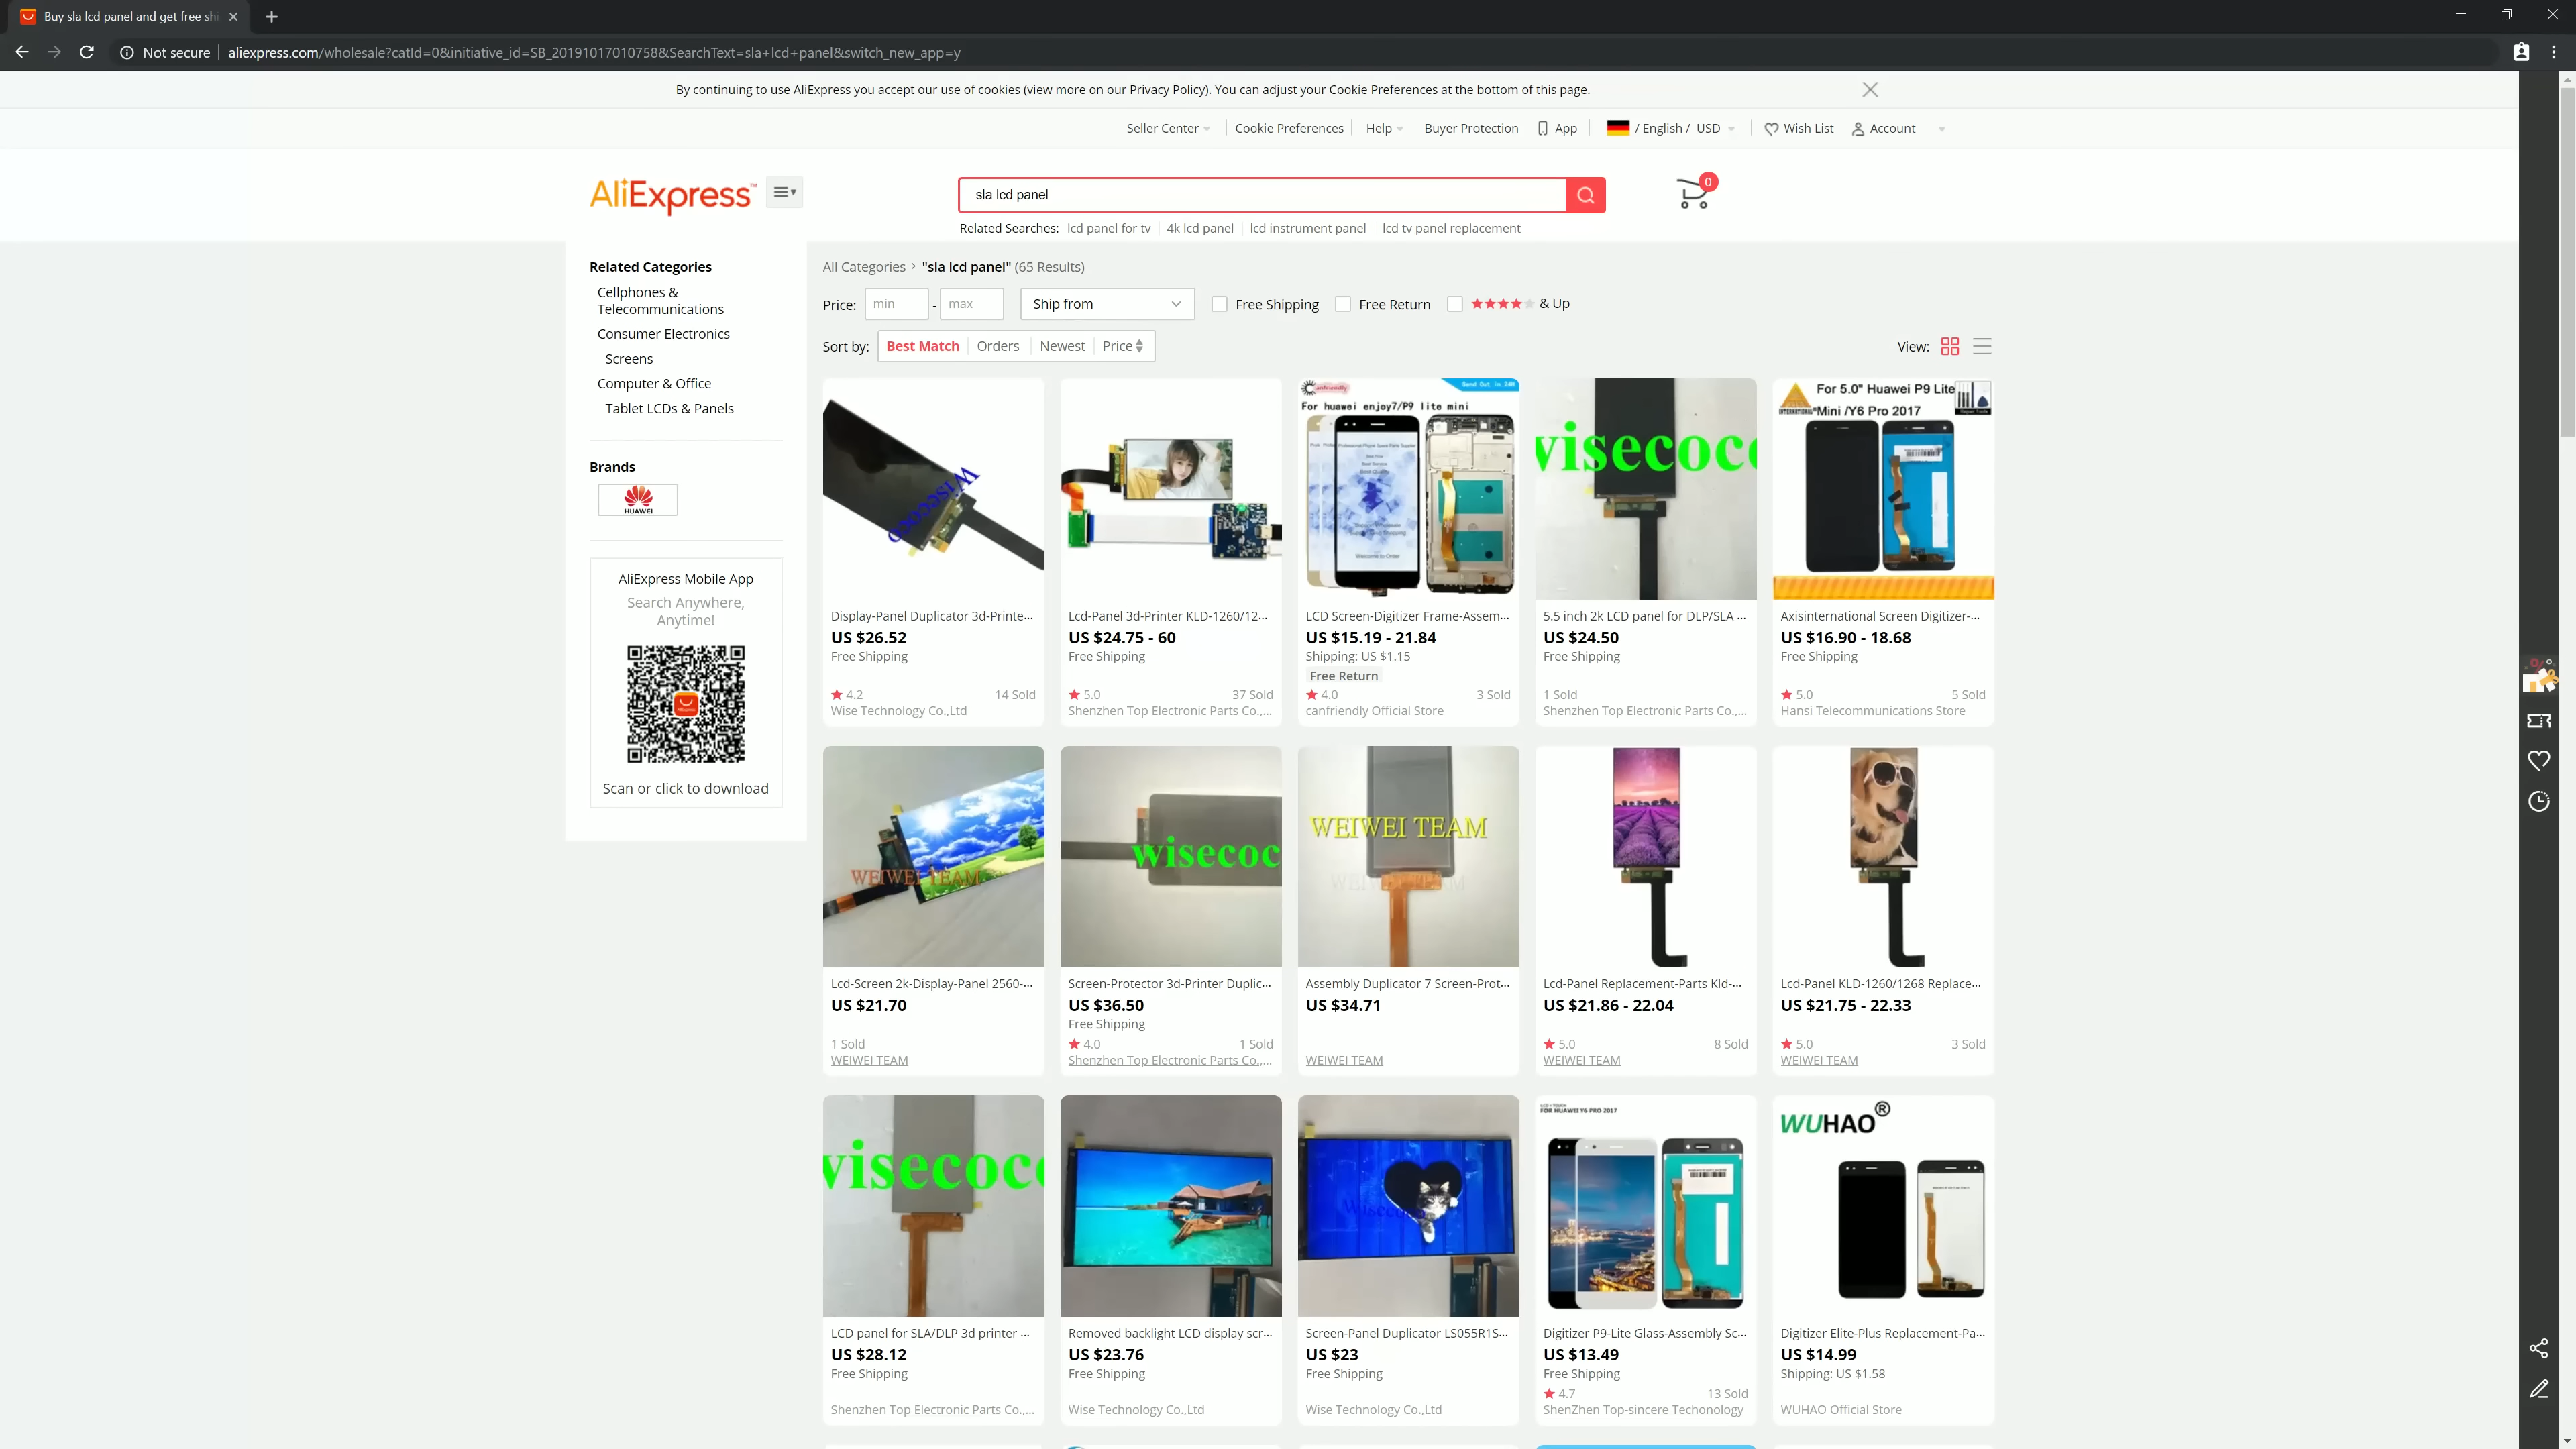 Buy sla lcd panel and get free shi
Not secure
aliexpress.com/wholesale?catId=0&initiative_id=SB_20191017010758&SearchText=sla+lcd+panel&switch_new_app=y
By continuing to use AliExpress you accept our use of cookies (view more on our Privacy Policy). You can adjust your Cookie Preferences at the bottom of this page.
Seller Center
Cookie Preferences
Help
Buyer Protection
App
/ English / USD
Wish List
Account
AliExpress™
sla lcd panel
0
Related Searches: lcd panel for tv 4k lcd panel lcd instrument panel lcd tv panel replacement
Related Categories
Cellphones &
Telecommunications
Consumer Electronics
Screens
Computer & Office
Tablet LCDs & Panels
Brands
HUAWEI
AliExpress Mobile App
Search Anywhere,
Anytime!
Scan or click to download
All Categories > "sla lcd panel" (65 Results)
Price: min - max Ship from Free Shipping Free Return & Up
Sort by: Best Match Orders Newest Price
View:
Wisecoco
Display-Panel Duplicator 3d-Printe...
US $26.52
Free Shipping
4.2 14 Sold
Wise Technology Co.,Ltd
Lcd-Panel 3d-Printer KLD-1260/12...
US $24.75 - 60
Free Shipping
5.0 37 Sold
Shenzhen Top Electronic Parts Co.,...
Send Out in 24H
For huawei enjoy7/P9 lite mini
LCD Screen-Digitizer Frame-Assem...
US $15.19 - 21.84
Shipping: US $1.15
Free Return
4.0 3 Sold
canfriendly Official Store
wisecoco
5.5 inch 2k LCD panel for DLP/SLA ...
US $24.50
Free Shipping
1 Sold
Shenzhen Top Electronic Parts Co.,...
For 5.0" Huawei P9 Lite
Mini /Y6 Pro 2017
INTERNATIONAL
Axisinternational Screen Digitizer-...
US $16.90 - 18.68
Free Shipping
5.0 5 Sold
Hansi Telecommunications Store
WEIWEI TEAM
Lcd-Screen 2k-Display-Panel 2560-...
US $21.70
1 Sold
WEIWEI TEAM
wisecoc
Screen-Protector 3d-Printer Duplic...
US $36.50
Free Shipping
4.0 1 Sold
Shenzhen Top Electronic Parts Co.,...
WEIWEI TEAM
WEIWEI TEAM
Assembly Duplicator 7 Screen-Prot...
US $34.71
WEIWEI TEAM
Lcd-Panel Replacement-Parts Kld-...
US $21.86 - 22.04
5.0 8 Sold
WEIWEI TEAM
Lcd-Panel KLD-1260/1268 Replace...
US $21.75 - 22.33
5.0 3 Sold
WEIWEI TEAM
wisecoco
LCD panel for SLA/DLP 3d printer ...
US $28.12
Free Shipping
Shenzhen Top Electronic Parts Co.,...
Removed backlight LCD display scr...
US $23.76
Free Shipping
Wise Technology Co.,Ltd
Wisecoco
Screen-Panel Duplicator LS055R1S...
US $23
Free Shipping
Wise Technology Co.,Ltd
FOR HUAWEI Y6 PRO 2017
Digitizer P9-Lite Glass-Assembly Sc...
US $13.49
Free Shipping
4.7 13 Sold
ShenZhen Top-sincere Techonology
WUHAO®
Digitizer Elite-Plus Replacement-Pa...
US $14.99
Shipping: US $1.58
WUHAO Official Store